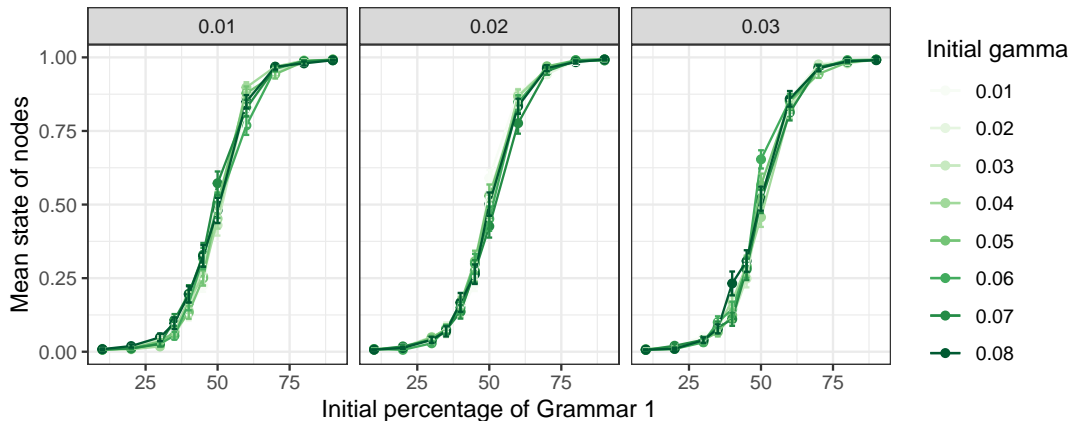 0.01 0.02 0.03
Initial gamma
0.01
0.02
0.03
0.04
0.05
0.06
0.07
0.08
Mean state of nodes
1.00
0.75
0.50
0.25
0.00
25 50 75 25 50 75 25 50 75
Initial percentage of Grammar 1